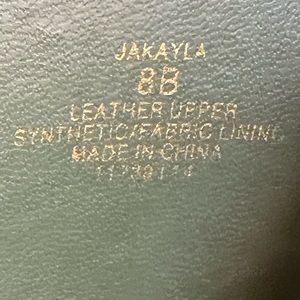 JAKAYLA
8B
LEATHER UPPER
SYNTHETIC/FABRIC LINING
MADE IN CHINA